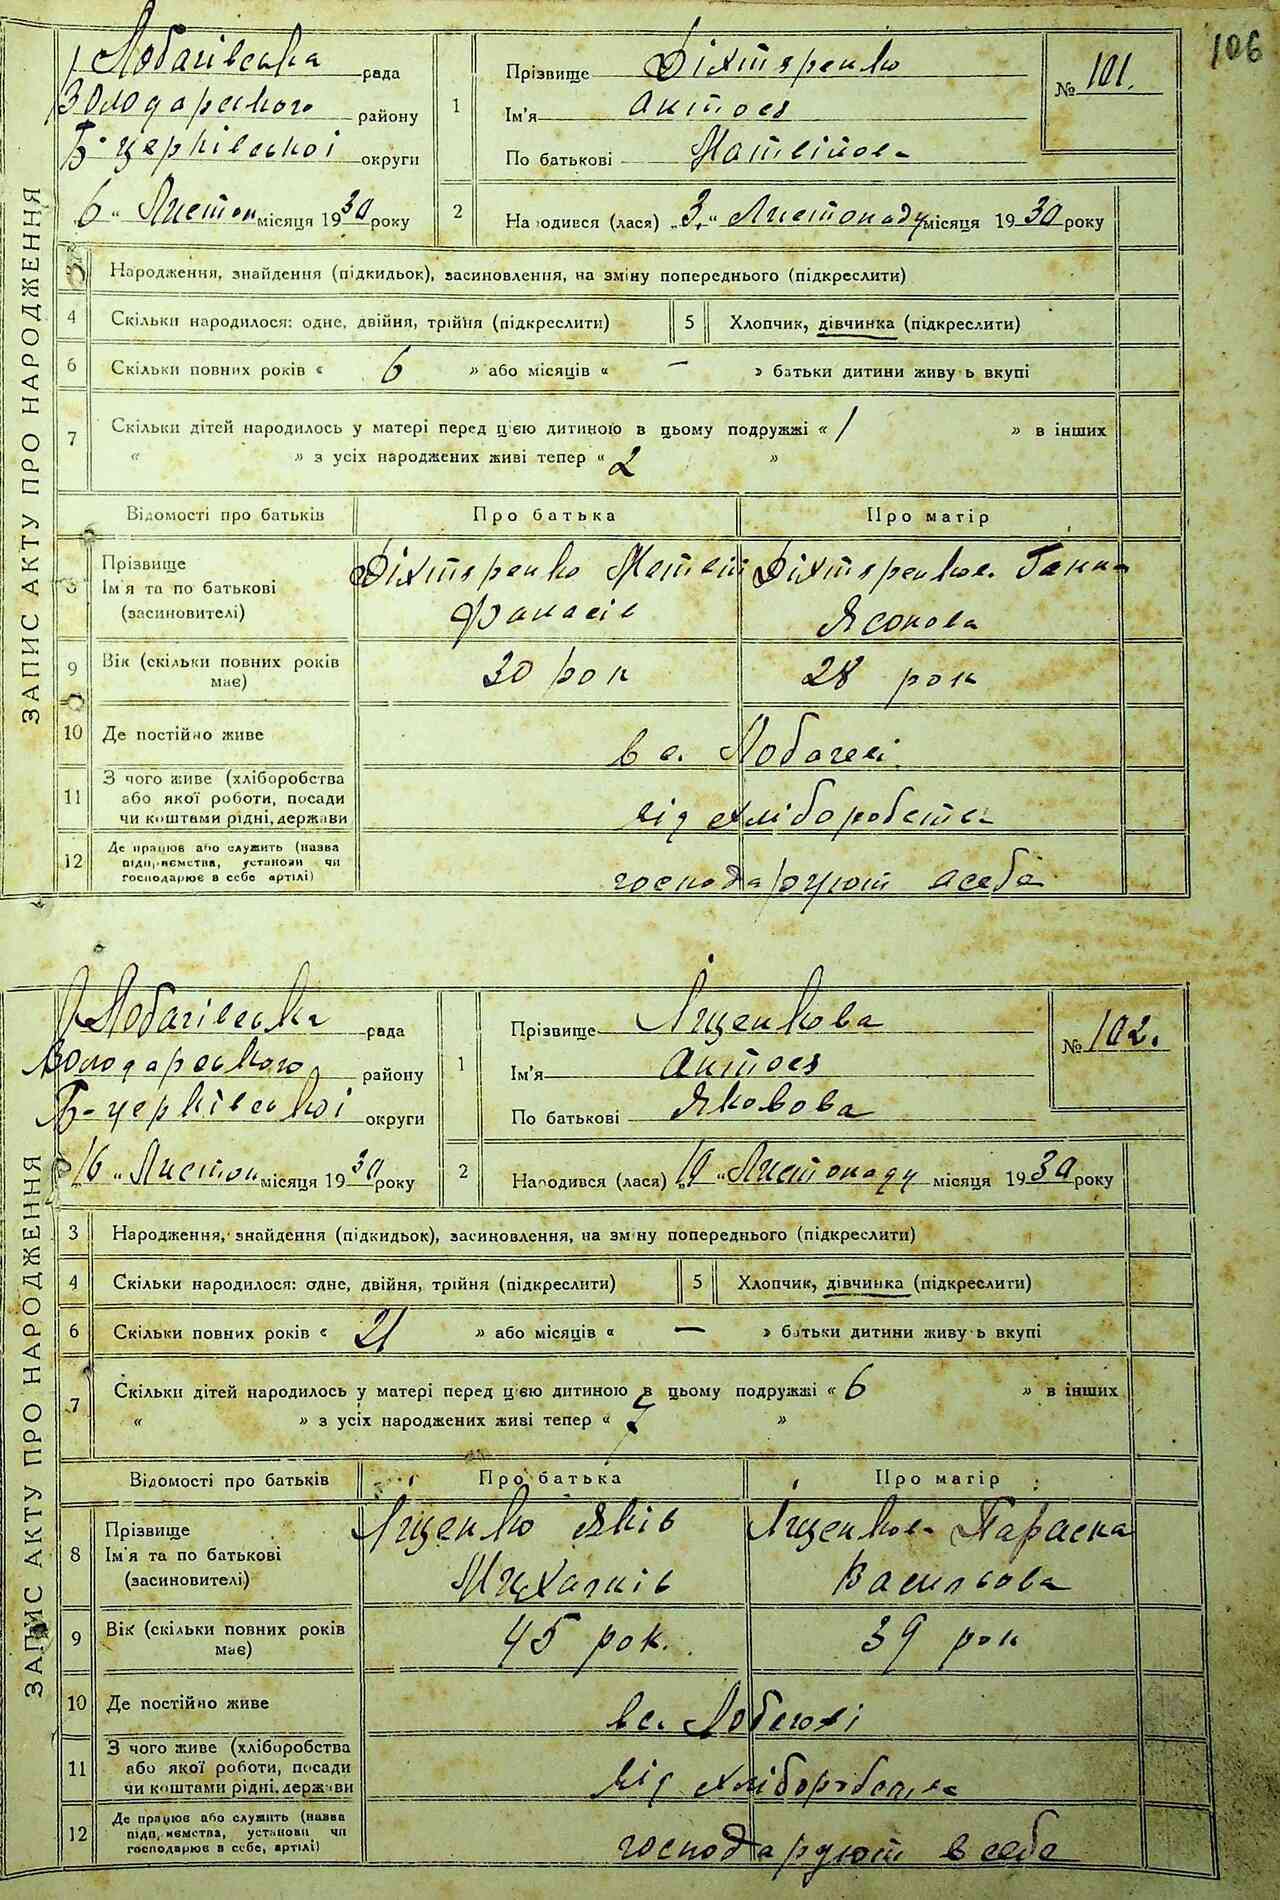 106
ЗАПИС АКТУ ПРО НАРОДЖЕННЯ
Лобачівська рада
Володарського району
Б-церківської округи
"6" Листоп місяця 1930 року
1
Прізвище Діхтяренко
Ім'я Антося
По батькові Матвійова
№ 101.
2
Народився (лася) "3" Листопаду місяця 1930 року
3 Народження, знайдення (підкидьок), засиновлення, на зміну попереднього (підкреслити)
4 Скільки народилося: одне, двійня, трійня (підкреслити) 5 Хлопчик, дівчинка (підкреслити)
6 Скільки повних років « 6 » або місяців « — » батьки дитини живуть вкупі
7 Скільки дітей народилось у матері перед цією дитиною в цьому подружжі « 1 » в інших
« » з усіх народжених живі тепер « 2 »
Відомості про батьків Про батька Про матір
8 Прізвище
Ім'я та по батькові
(засиновителі)
Діхтяренко Матвій
Фанасів
Діхтяренкова Ганна
Ясонова
9 Вік (скільки повних років має) 30 рок 28 рок
10 Де постійно живе в с. Лобачеві
11 З чого живе (хліборобства
або якої роботи, посади
чи коштами рідні, держави
від хліборобства
12 Де працює або служить (назва
підприємства, установи чи
господарює в себе артілі)
господарують
ЗАПИС АКТУ ПРО НАРОДЖЕННЯ
Лобачівська рада
Володарського району
Б-церківської округи
"16" Листоп місяця 1930 року
1
Прізвище Яценкова
Ім'я Антося
По батькові Яковова
№ 102.
2
Народився (лася) "10" Листопаду місяця 1930 року
3 Народження, знайдення (підкидьок), засиновлення, на зміну попереднього (підкреслити)
4 Скільки народилося: одне, двійня, трійня (підкреслити) 5 Хлопчик, дівчинка (підкреслити)
6 Скільки повних років « 21 » або місяців « — » батьки дитини живуть вкупі
7 Скільки дітей народилось у матері перед цією дитиною в цьому подружжі « 6 » в інших
« » з усіх народжених живі тепер « 7 »
Відомості про батьків Про батька Про матір
8 Прізвище
Ім'я та по батькові
(засиновителі)
Яценко Яків
Яценкова Параска
Васильова
9 Вік (скільки повних років має) 45 рок. 39 рок
10 Де постійно живе в с.
11 З чого живе (хліборобства
або якої роботи, посади
чи коштами рідні, держави
від хліборобства
12 Де працює або служить (назва
підприємства, установи чи
господарює в себе, артілі)
господарують в себе